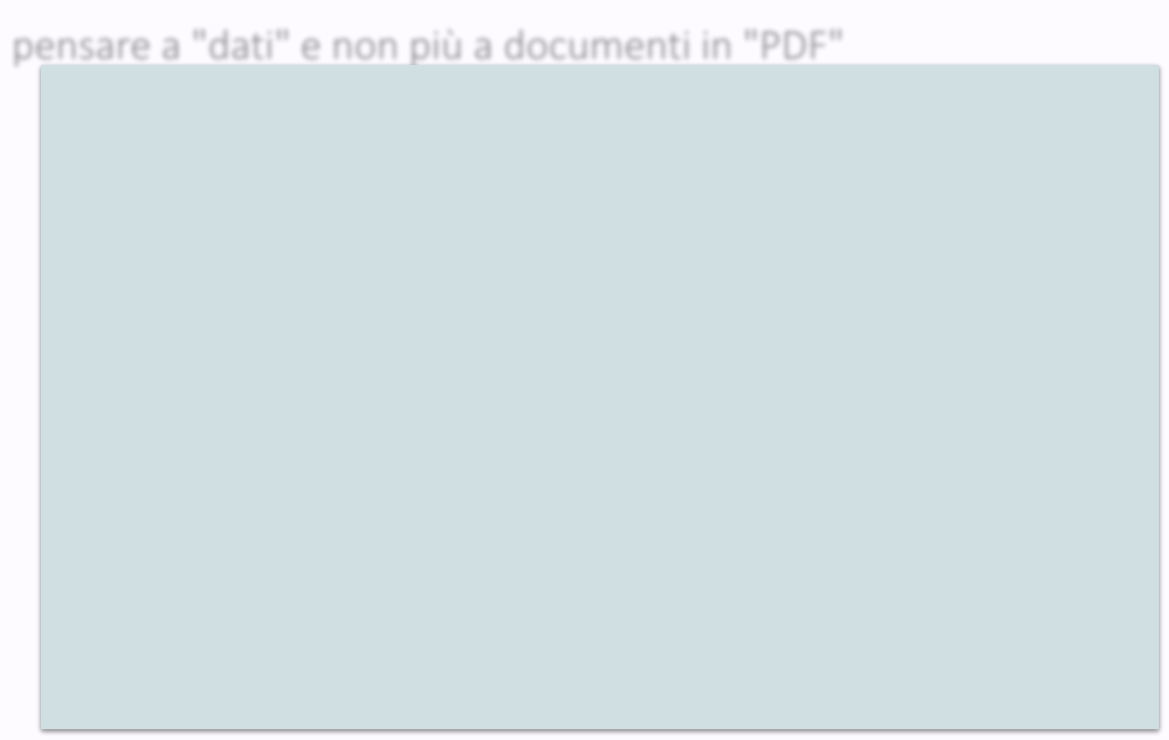 pensare a "dati" e non più a documenti in "PDF"